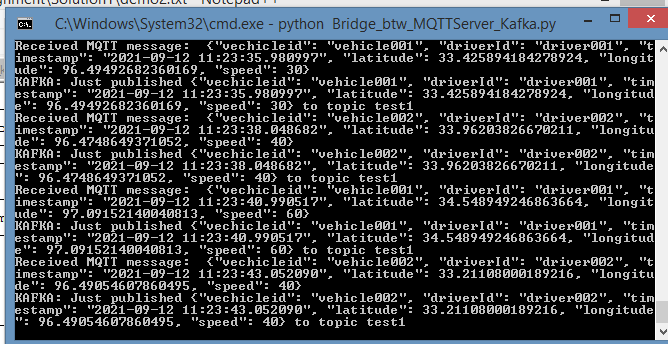 gnment\Solution1\demo2.txt - Notepad++
C:\Windows\System32\cmd.exe - python Bridge_btw_MQTTServer_Kafka.py
Received MQTT message: {"vechicleid": "vehicle001", "driverId": "driver001", "t
imestamp": "2021-09-12 11:23:35.980997", "latitude": 33.425894184278924, "longit
ude": 96.49492682360169, "speed": 30}
KAFKA: Just published {"vechicleid": "vehicle001", "driverId": "driver001", "tim
estamp": "2021-09-12 11:23:35.980997", "latitude": 33.425894184278924, "longitud
e": 96.49492682360169, "speed": 30} to topic test1
Received MQTT message: {"vechicleid": "vehicle002", "driverId": "driver002", "t
imestamp": "2021-09-12 11:23:38.048682", "latitude": 33.96203826670211, "longitu
de": 96.4748649371052, "speed": 40}
KAFKA: Just published {"vechicleid": "vehicle002", "driverId": "driver002", "tim
estamp": "2021-09-12 11:23:38.048682", "latitude": 33.96203826670211, "longitude
": 96.4748649371052, "speed": 40} to topic test1
Received MQTT message: {"vechicleid": "vehicle001", "driverId": "driver001", "t
imestamp": "2021-09-12 11:23:40.990517", "latitude": 34.548949246863664, "longit
ude": 97.09152140040813, "speed": 60}
KAFKA: Just published {"vechicleid": "vehicle001", "driverId": "driver001", "tim
estamp": "2021-09-12 11:23:40.990517", "latitude": 34.548949246863664, "longitud
e": 97.09152140040813, "speed": 60} to topic test1
Received MQTT message: {"vechicleid": "vehicle002", "driverId": "driver002", "t
imestamp": "2021-09-12 11:23:43.052090", "latitude": 33.21108000189216, "longitu
de": 96.49054607860495, "speed": 40}
KAFKA: Just published {"vechicleid": "vehicle002", "driverId": "driver002", "tim
estamp": "2021-09-12 11:23:43.052090", "latitude": 33.21108000189216, "longitude
": 96.49054607860495, "speed": 40} to topic test1